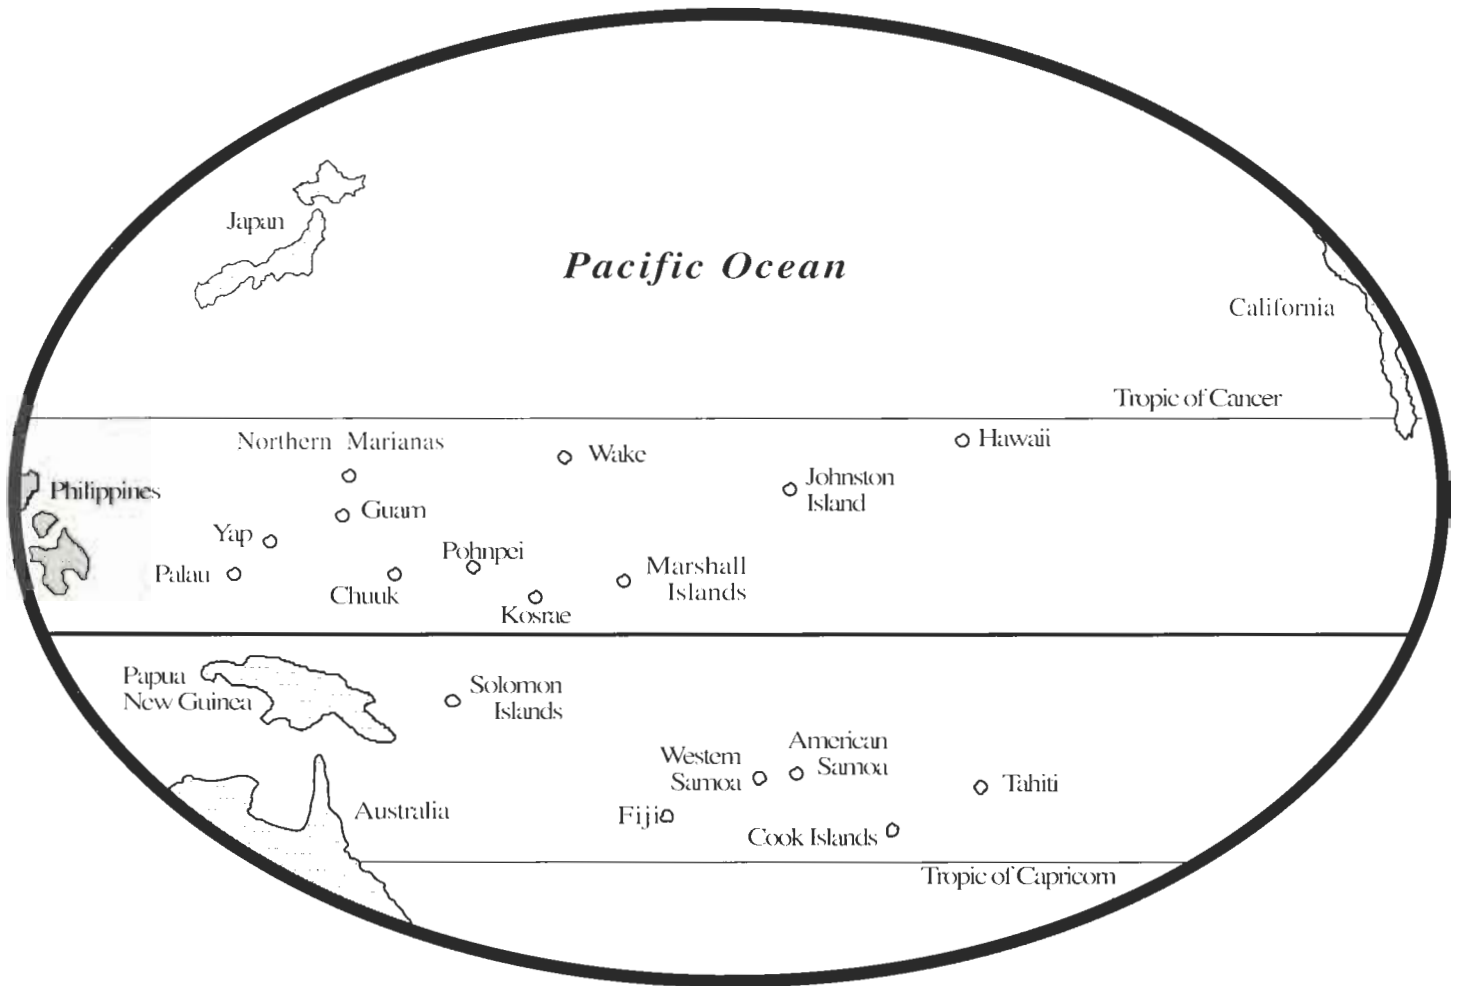 Japan
Pacific Ocean
California
Tropic of Cancer
Northern Marianas
Wake
Hawaii
Johnston
Island
Philippines
Guam
Yap
Pohnpei
Palau
Chuuk
Marshall
Islands
Kosrae
Papua
New Guinea
Solomon
Islands
American
Samoa
Western
Samoa
Tahiti
Australia
Fiji
Cook Islands
Tropic of Capricorn